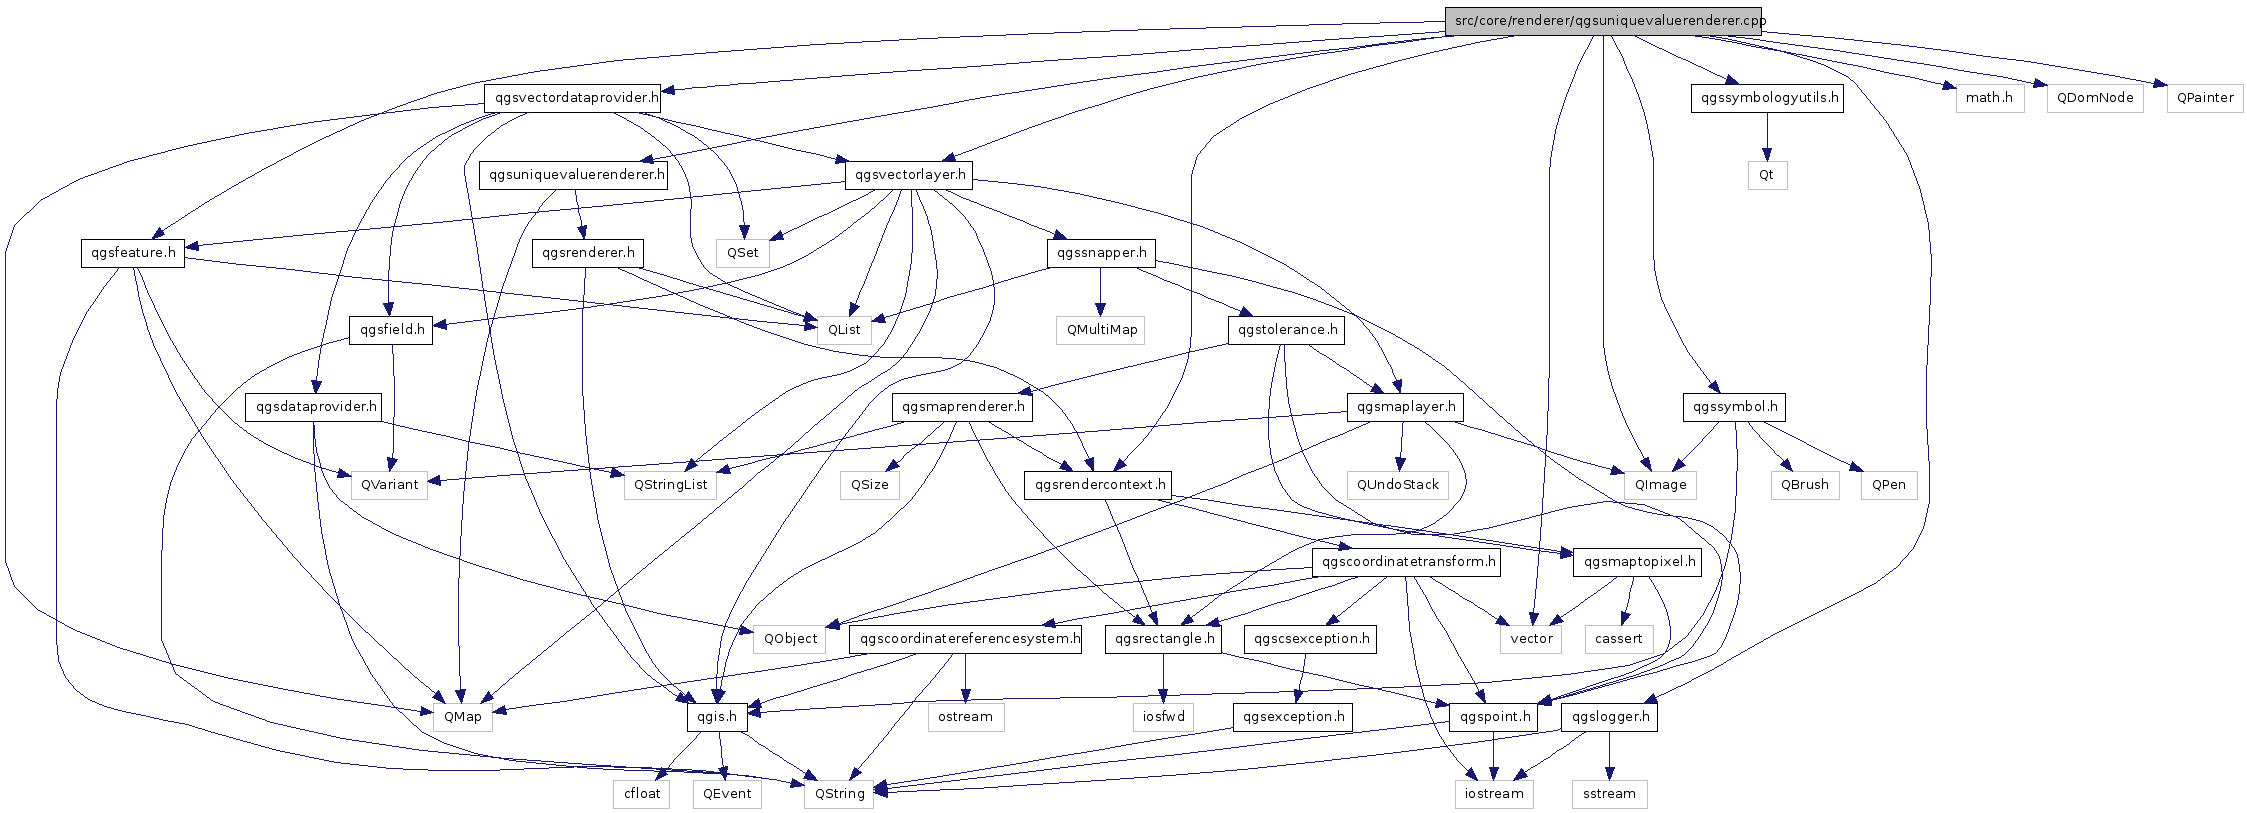 src/core/renderer/qgsuniquevaluerenderer.cpp
qgsvectordataprovider.h
qgssymbologyutils.h
math.h
QDomNode
QPainter
qgsuniquevaluerenderer.h
qgsvectorlayer.h
Qt
qgsfeature.h
qgsrenderer.h
QSet
qgssnapper.h
qgsfield.h
QList
QMultiMap
qgstolerance.h
qgsdataprovider.h
qgsmaprenderer.h
qgsmaplayer.h
qgssymbol.h
QVariant
QStringList
QSize
qgsrendercontext.h
QUndoStack
QImage
QBrush
QPen
qgscoordinatetransform.h
qgsmaptopixel.h
QObject
qgscoordinatereferencesystem.h
qgsrectangle.h
qgscsexception.h
vector
cassert
QMap
qgis.h
ostream
iosfwd
qgsexception.h
qgspoint.h
qgslogger.h
cfloat
QEvent
QString
iostream
sstream